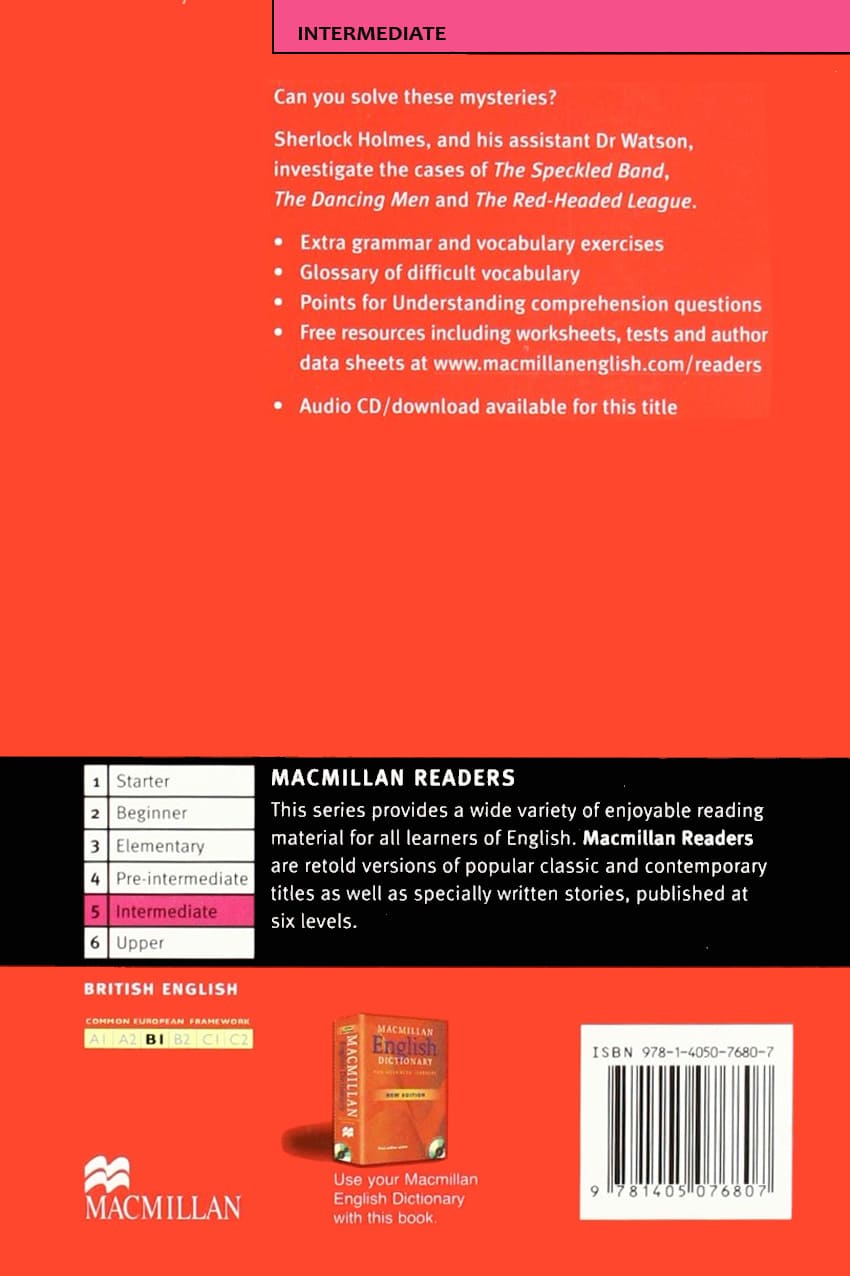 INTERMEDIATE
Can you solve these mysteries?
Sherlock Holmes, and his assistant Dr Watson,
investigate the cases of The Speckled Band,
The Dancing Men and The Red-Headed League.
• Extra grammar and vocabulary exercises
• Glossary of difficult vocabulary
• Points for Understanding comprehension questions
• Free resources including worksheets, tests and author
data sheets at www.macmillanenglish.com/readers
• Audio CD/download available for this title
1 Starter
2 Beginner
3 Elementary
4 Pre-intermediate
5 Intermediate
6 Upper
MACMILLAN READERS
This series provides a wide variety of enjoyable reading
material for all learners of English. Macmillan Readers
are retold versions of popular classic and contemporary
titles as well as specially written stories, published at
six levels.
BRITISH ENGLISH
COMMON EUROPEAN FRAMEWORK
A1 A2 B1 B2 C1 C2
MACMILLAN
MACMILLAN
English
DICTIONARY
FOR ADVANCED LEARNERS
NEW EDITION
MACMILLAN
Use your Macmillan
English Dictionary
with this book.
ISBN 978-1-4050-7680-7
9 781405 076807